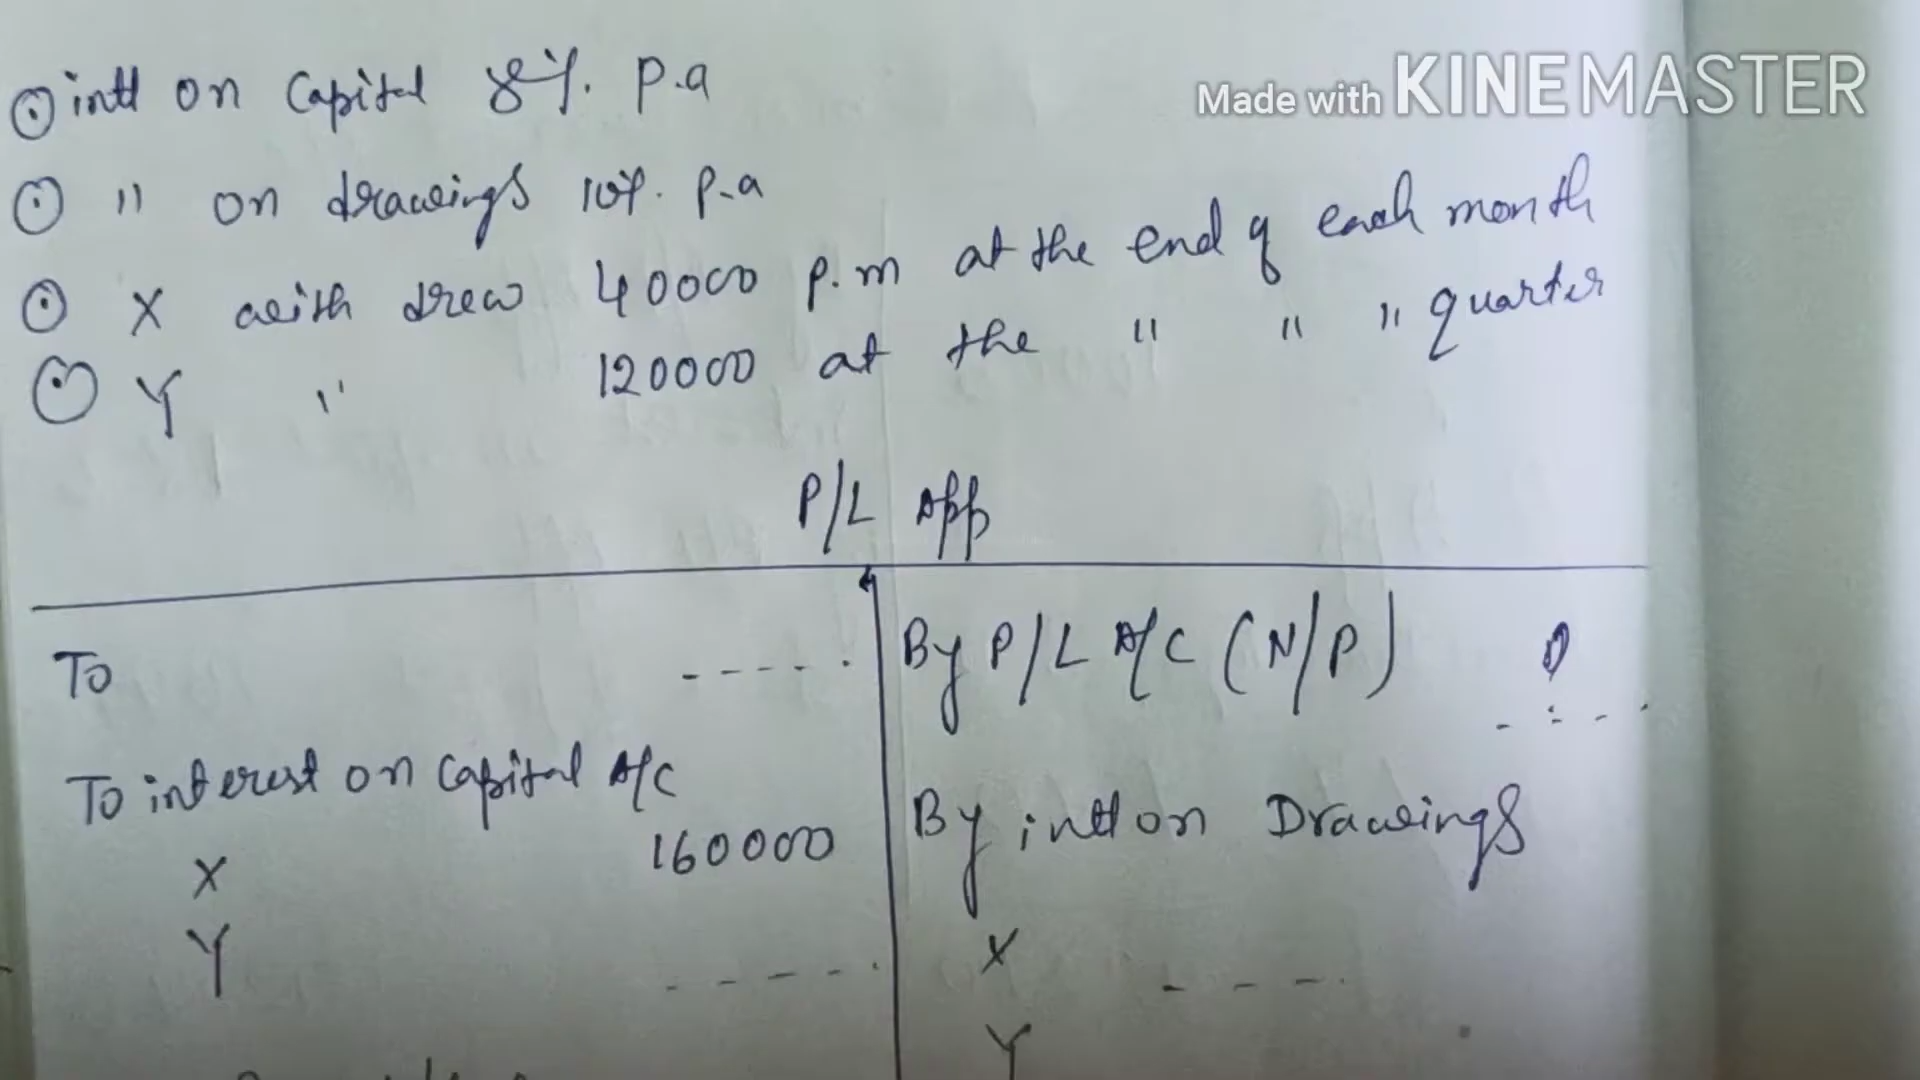 intt on Capital 8%. P.a
Made with KINEMASTER
" on drawings 10%. p.a
X with drew 40000 p.m at the end of each month
Y " 120000 at the " " " quarter
P/L App
To - - - - -
By P/L A/C (N/P)
To interest on Capital A/C
X 160000
Y - - - - -
By intt on Drawings
X - - - -
Y